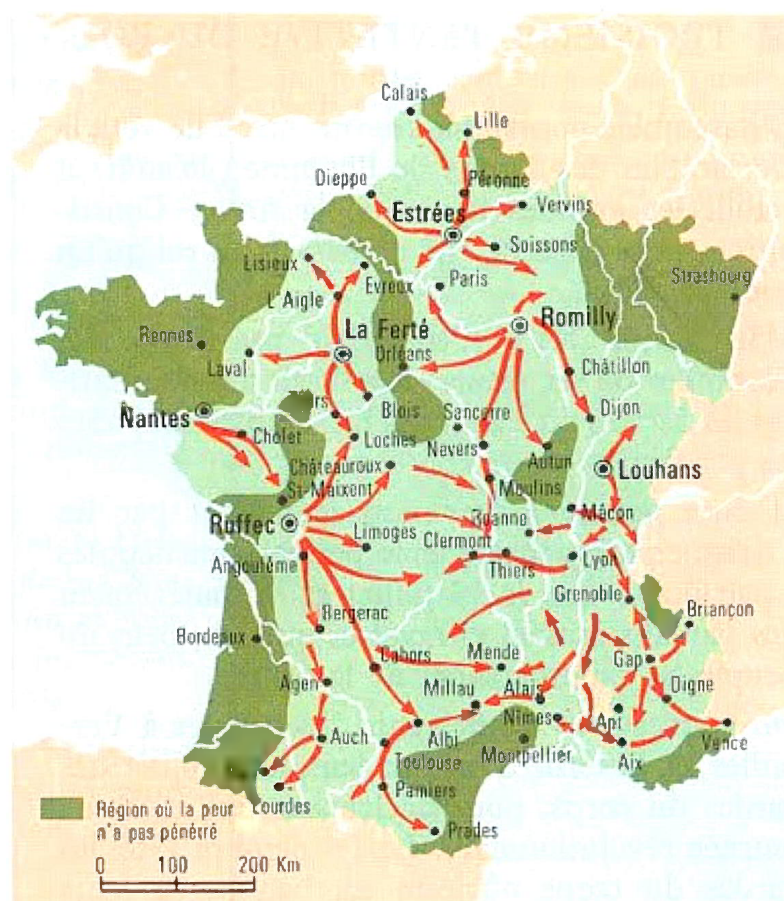 Calais
Lille
Dieppe
Péronne
Estrées
Vervins
Soissons
Lisieux
Evreux
Paris
Strasbourg
L'Aigle
Rennes
La Ferté
Romilly
Laval
Orléans
Châtillon
Blois
Nantes
Sancerre
Dijon
Cholet
Loches
Nevers
Autun
Châteauroux
Louhans
St-Maixent
Moulins
Ruffec
Mâcon
Roanne
Limoges
Clermont
Angoulême
Thiers
Lyon
Grenoble
Briançon
Bergerac
Bordeaux
Cahors
Mende
Gap
Agen
Millau
Alais
Digne
Nîmes
Apt
Auch
Albi
Vence
Toulouse
Montpellier
Aix
Pamiers
Lourdes
Prades
Région où la peur
n'a pas pénétré
0 100 200 Km